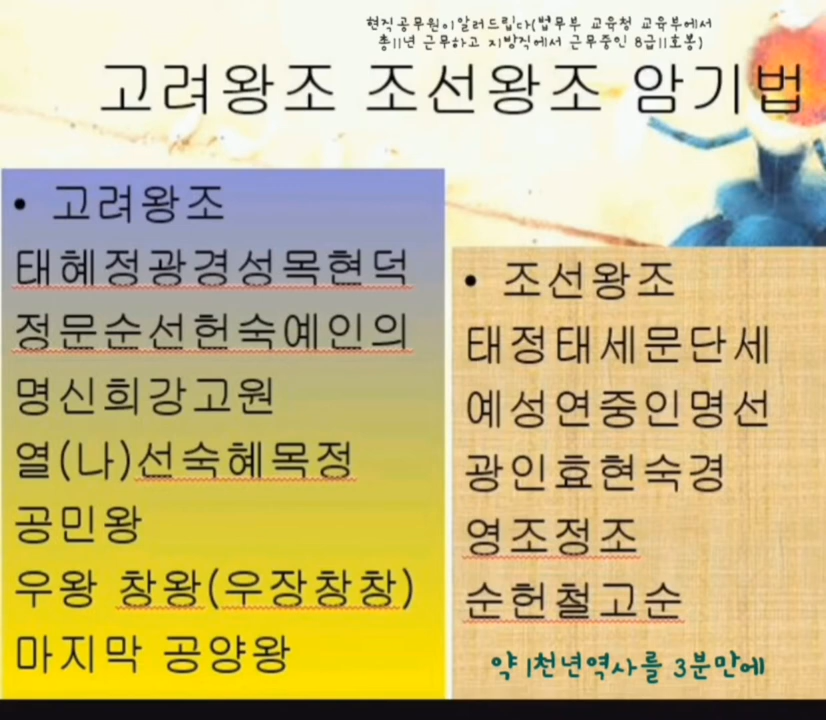 현직공무원이알려드립다(법무부 교육청 교육부에서
총11년 근무하고 지방직에서 근무중인 8급11호봉)
고려왕조 조선왕조 암기법
• 고려왕조
태혜정광경성목현덕
정문순선헌숙예인의
명신희강고원
열(나)선숙혜목정
공민왕
우왕 창왕(우장창창)
마지막 공양왕
• 조선왕조
태정태세문단세
예성연중인명선
광인효현숙경
영조정조
순헌철고순
약 1천년역사를 3분만에